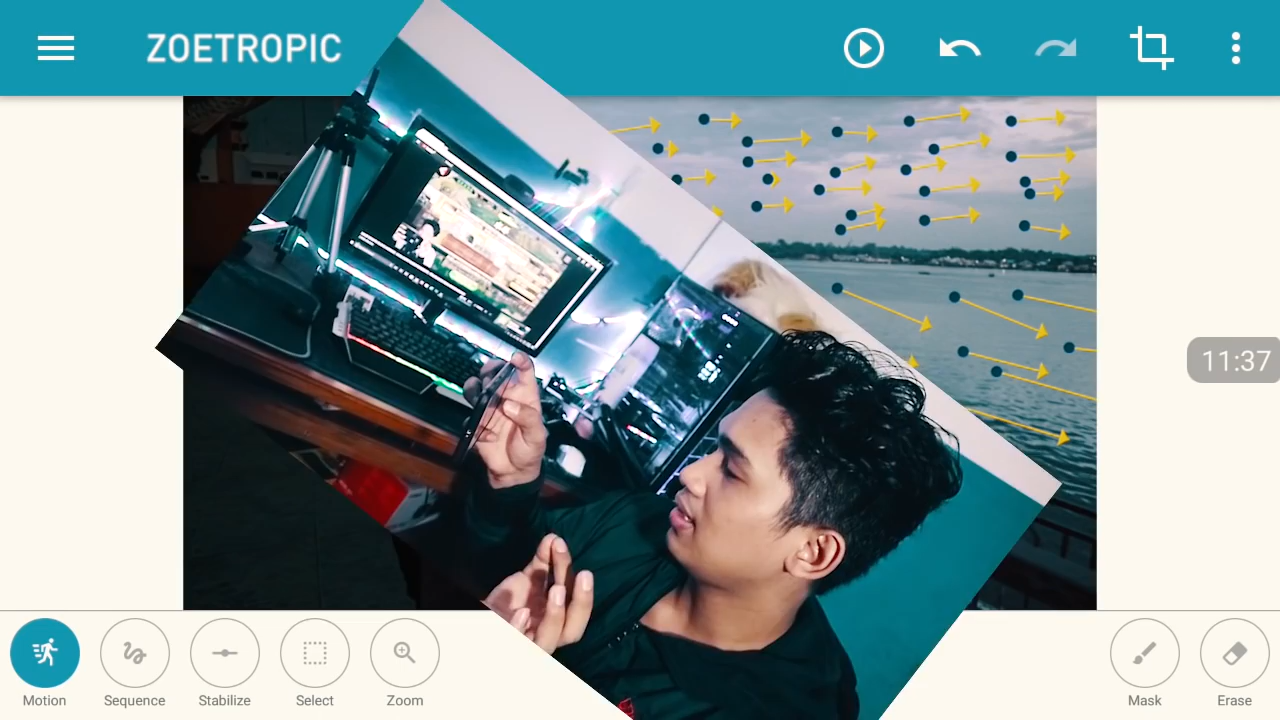 ZOETROPIC
11:37
Motion
Sequence
Stabilize
Select
Zoom
Mask
Erase